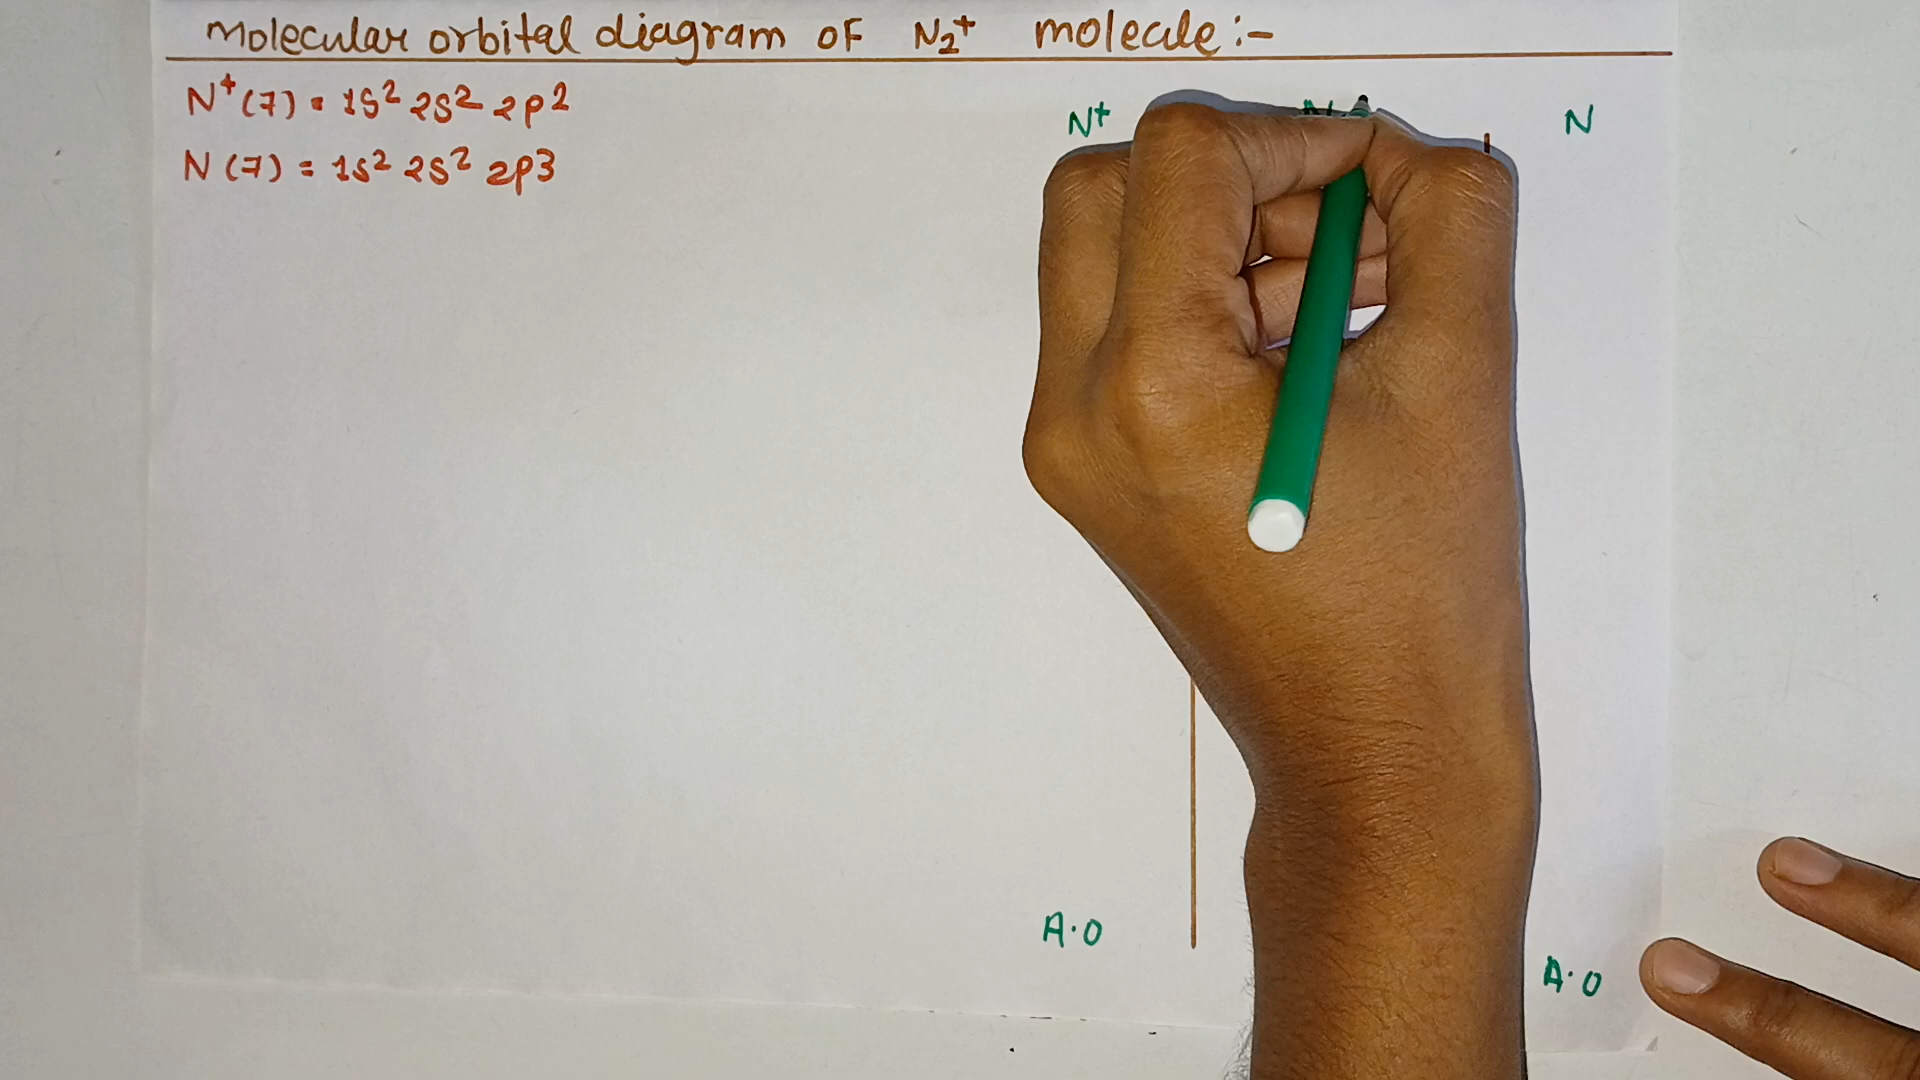 Molecular orbital diagram of N₂⁺ molecule:-
N⁺(7) = 1s² 2s² 2p2
N(7) = 1s² 2s² 2p3
N⁺ N
A.O
A.O